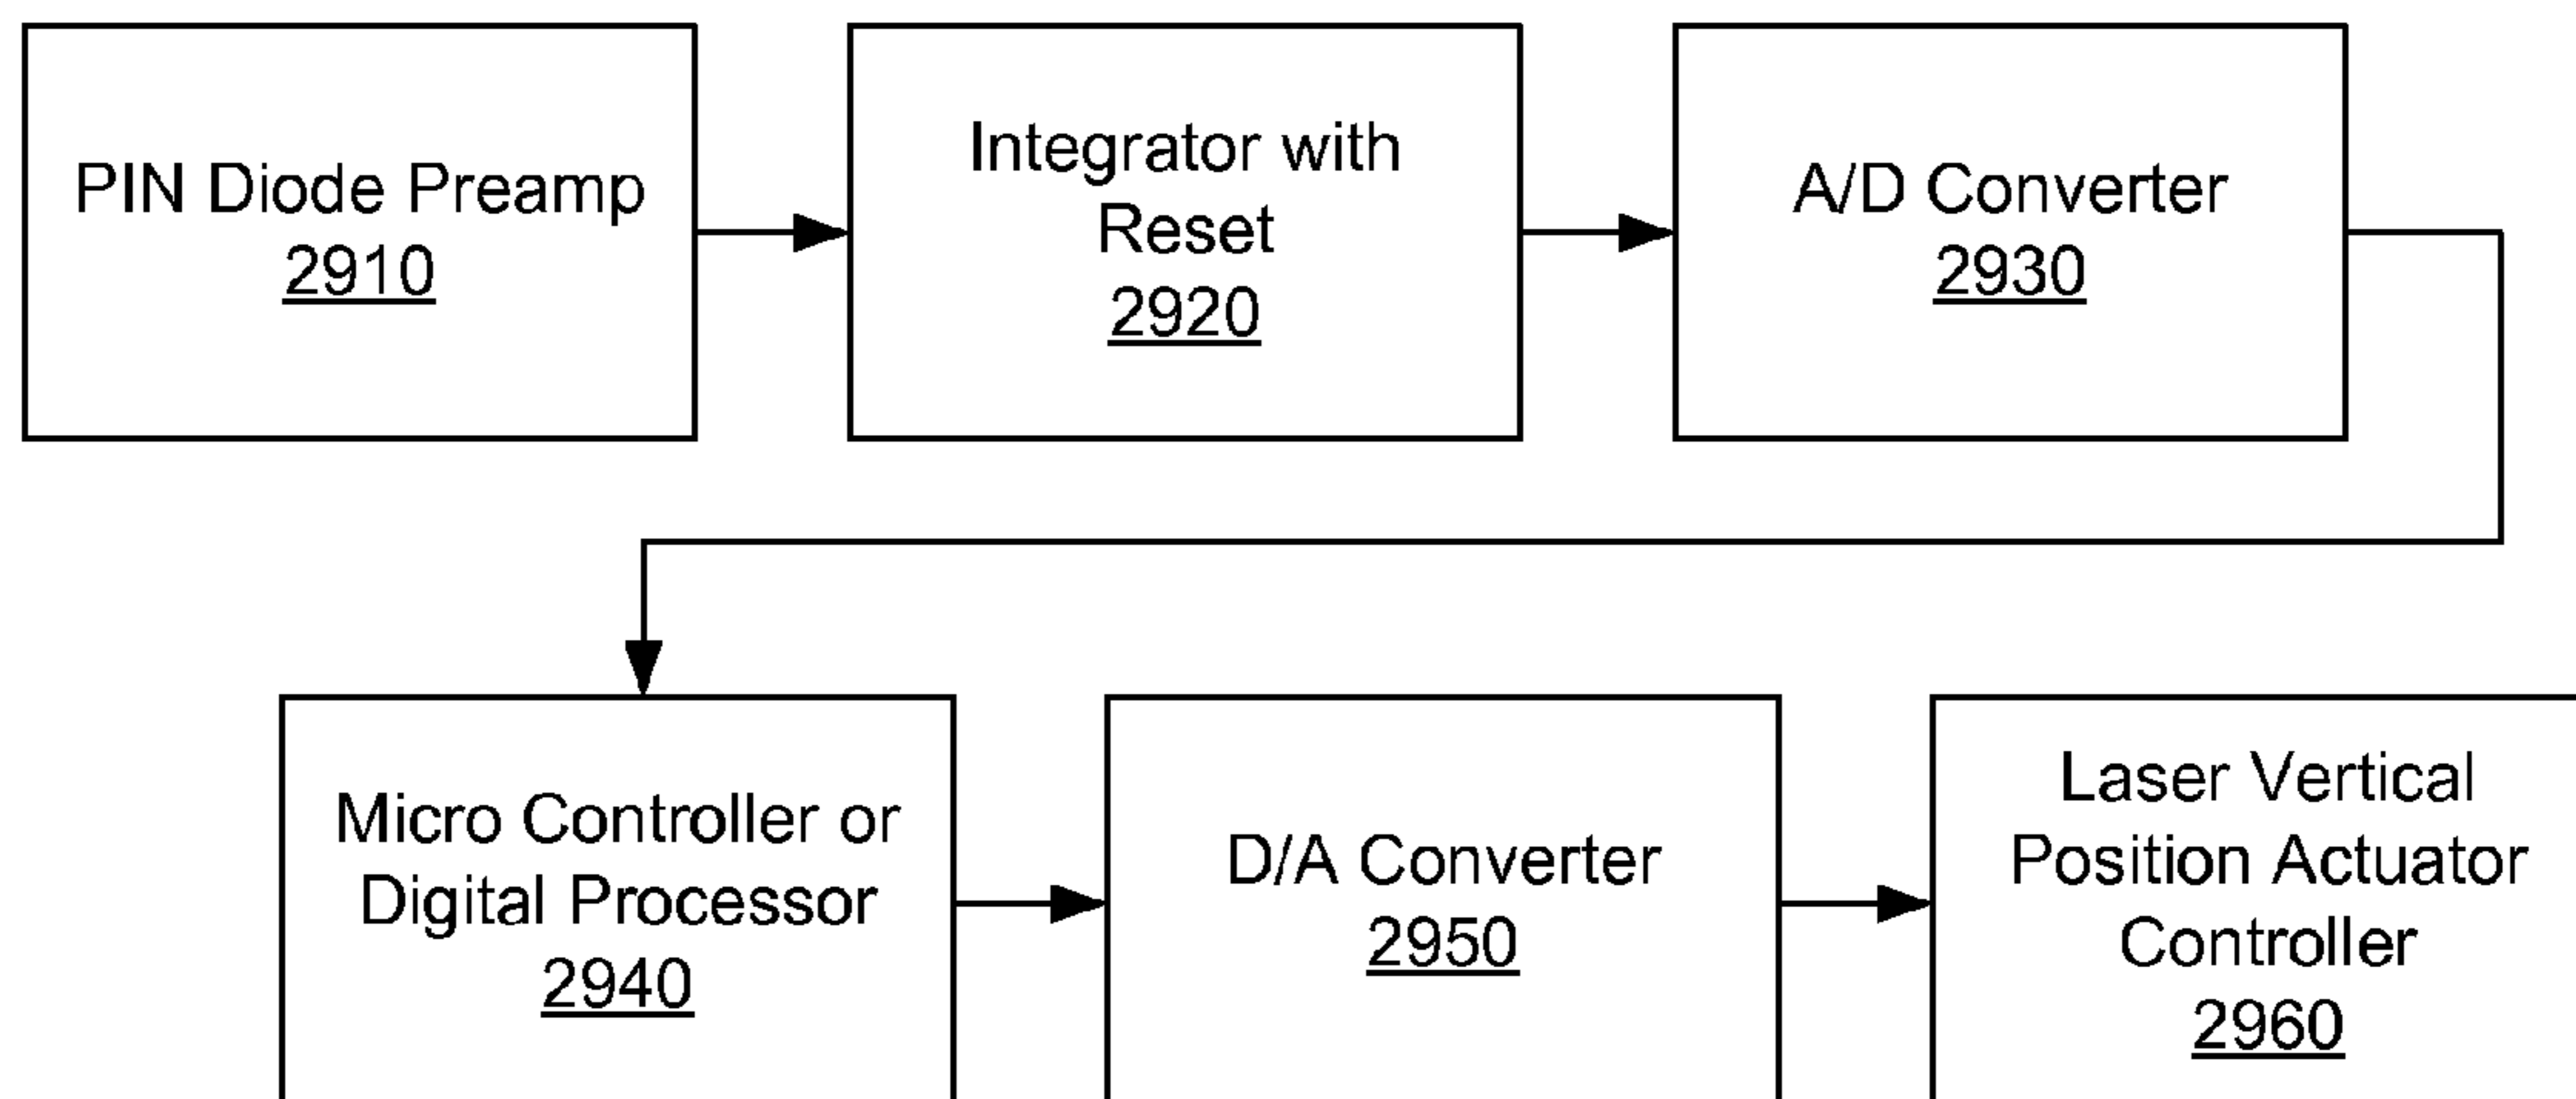 PIN Diode Preamp
2910
Integrator with
Reset
2920
A/D Converter
2930
Micro Controller or
Digital Processor
2940
D/A Converter
2950
Laser Vertical
Position Actuator
Controller
2960